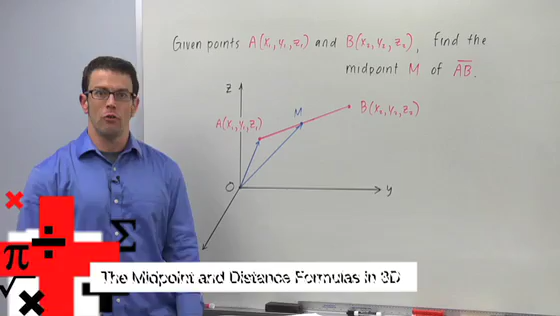 Given points A(x₁, y₁, z₁) and B(x₂, y₂, z₂), find the
midpoint M of A̅B̅.
z
M
A(x₁, y₁, z₁)
B(x₂, y₂, z₂)
O
y
π ÷ Σ
√ × ×
The Midpoint and Distance Formulas in 3D